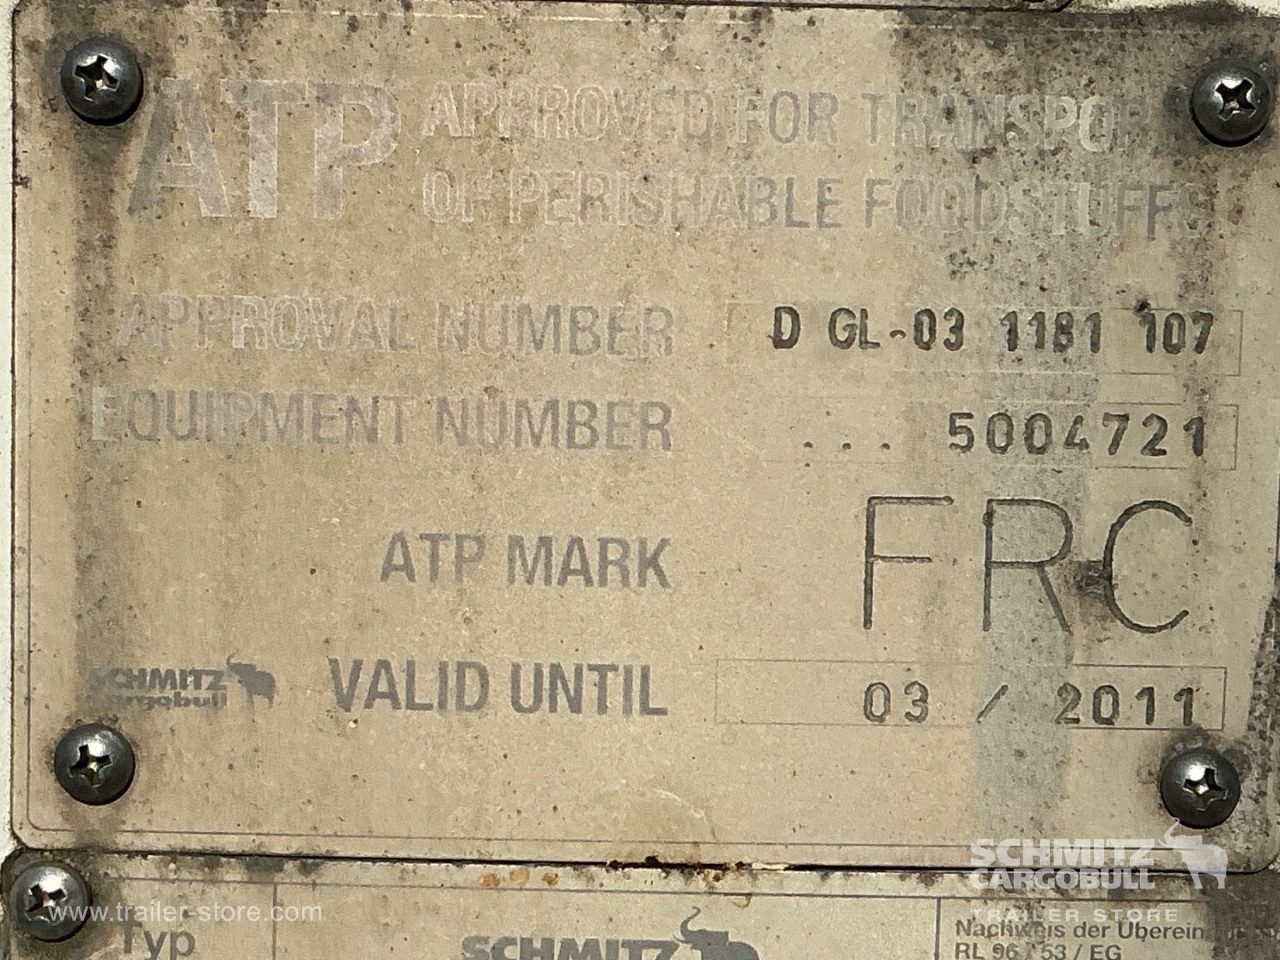 ATP APPROVED FOR TRANSPORT
OF PERISHABLE FOODSTUFFS
APPROVAL NUMBER D GL-03 1181 107
EQUIPMENT NUMBER ... 5004721
ATP MARK FRC
SCHMITZ
Cargobull
VALID UNTIL 03 / 2011
SCHMITZ
CARGOBULL
TRAILER STORE
www.trailer-store.com
Typ
SCHMITZ
Nachweis der Überein
RL 96 / 53 / EG